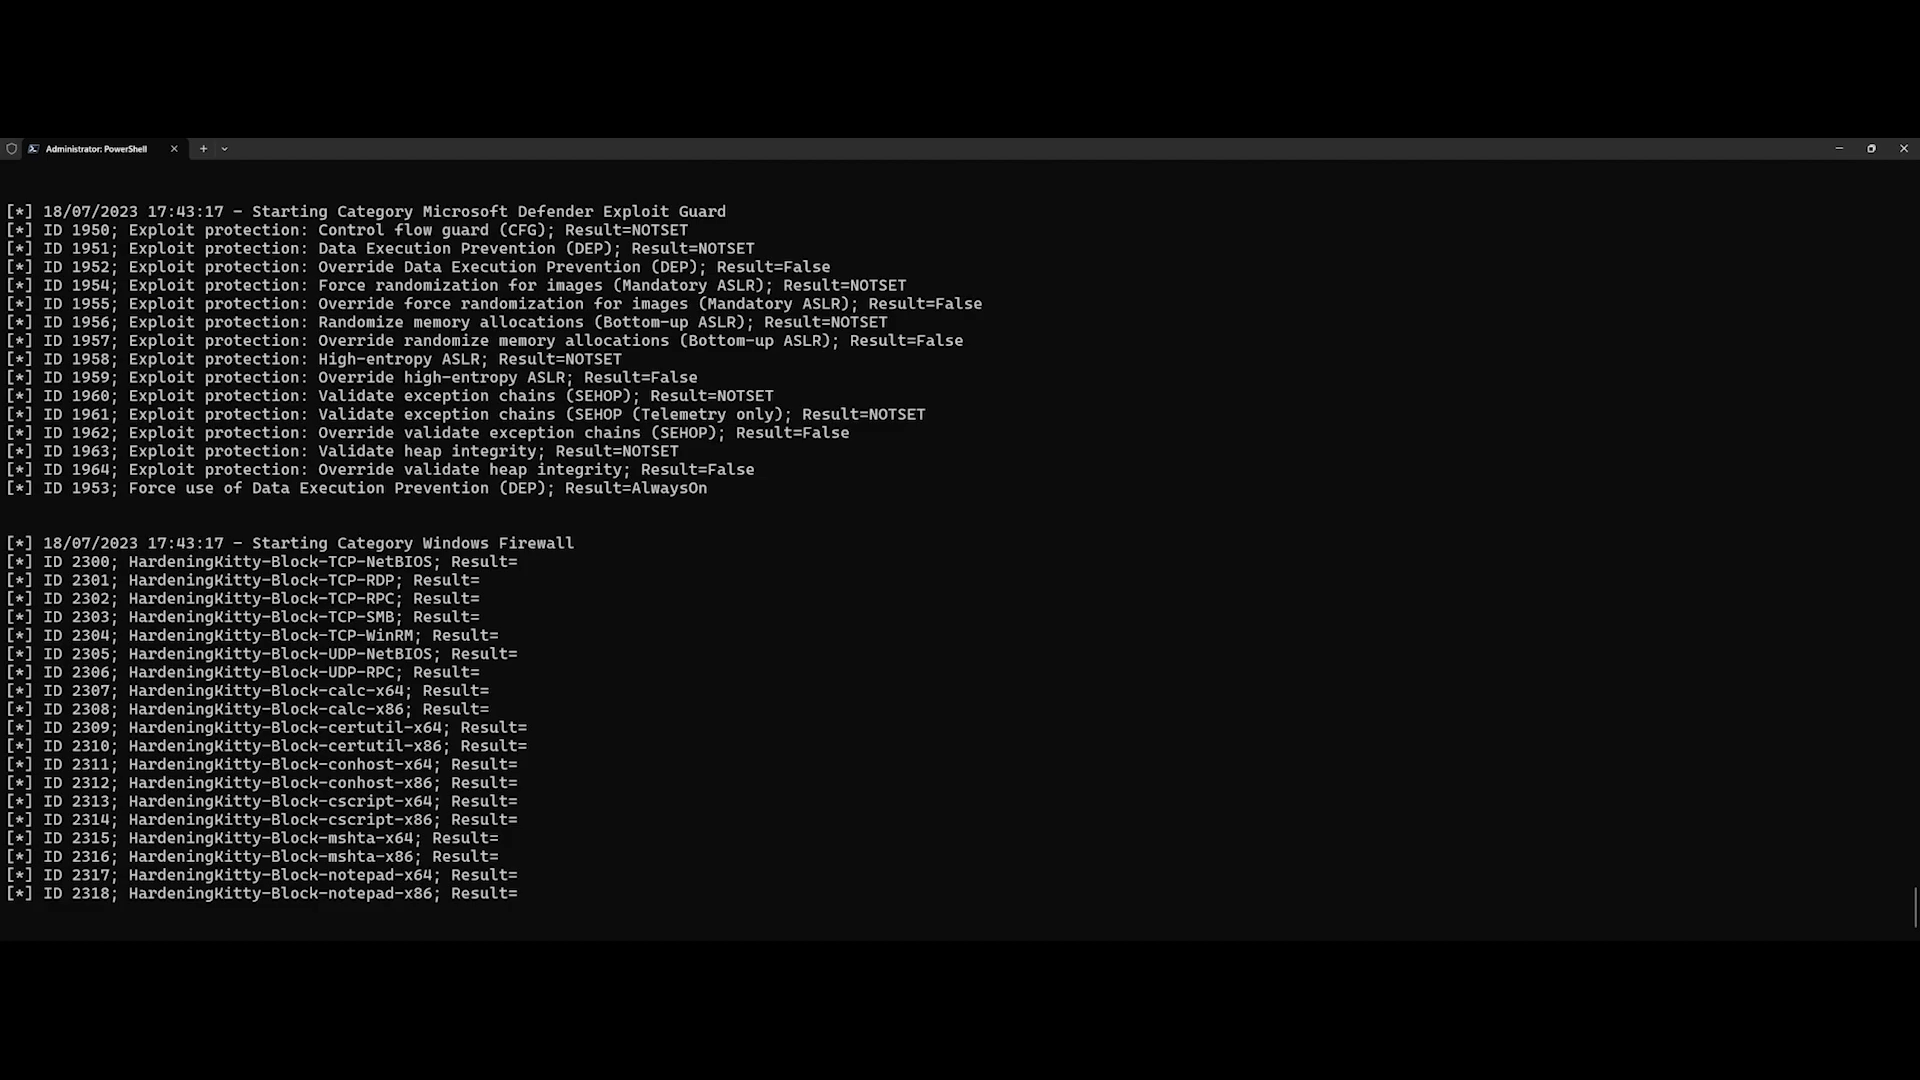 Administrator: PowerShell
[*] 18/07/2023 17:43:17 - Starting Category Microsoft Defender Exploit Guard
[*] ID 1950; Exploit protection: Control flow guard (CFG); Result=NOTSET
[*] ID 1951; Exploit protection: Data Execution Prevention (DEP); Result=NOTSET
[*] ID 1952; Exploit protection: Override Data Execution Prevention (DEP); Result=False
[*] ID 1954; Exploit protection: Force randomization for images (Mandatory ASLR); Result=NOTSET
[*] ID 1955; Exploit protection: Override force randomization for images (Mandatory ASLR); Result=False
[*] ID 1956; Exploit protection: Randomize memory allocations (Bottom-up ASLR); Result=NOTSET
[*] ID 1957; Exploit protection: Override randomize memory allocations (Bottom-up ASLR); Result=False
[*] ID 1958; Exploit protection: High-entropy ASLR; Result=NOTSET
[*] ID 1959; Exploit protection: Override high-entropy ASLR; Result=False
[*] ID 1960; Exploit protection: Validate exception chains (SEHOP); Result=NOTSET
[*] ID 1961; Exploit protection: Validate exception chains (SEHOP (Telemetry only); Result=NOTSET
[*] ID 1962; Exploit protection: Override validate exception chains (SEHOP); Result=False
[*] ID 1963; Exploit protection: Validate heap integrity; Result=NOTSET
[*] ID 1964; Exploit protection: Override validate heap integrity; Result=False
[*] ID 1953; Force use of Data Execution Prevention (DEP); Result=AlwaysOn
[*] 18/07/2023 17:43:17 - Starting Category Windows Firewall
[*] ID 2300; HardeningKitty-Block-TCP-NetBIOS; Result=
[*] ID 2301; HardeningKitty-Block-TCP-RDP; Result=
[*] ID 2302; HardeningKitty-Block-TCP-RPC; Result=
[*] ID 2303; HardeningKitty-Block-TCP-SMB; Result=
[*] ID 2304; HardeningKitty-Block-TCP-WinRM; Result=
[*] ID 2305; HardeningKitty-Block-UDP-NetBIOS; Result=
[*] ID 2306; HardeningKitty-Block-UDP-RPC; Result=
[*] ID 2307; HardeningKitty-Block-calc-x64; Result=
[*] ID 2308; HardeningKitty-Block-calc-x86; Result=
[*] ID 2309; HardeningKitty-Block-certutil-x64; Result=
[*] ID 2310; HardeningKitty-Block-certutil-x86; Result=
[*] ID 2311; HardeningKitty-Block-conhost-x64; Result=
[*] ID 2312; HardeningKitty-Block-conhost-x86; Result=
[*] ID 2313; HardeningKitty-Block-cscript-x64; Result=
[*] ID 2314; HardeningKitty-Block-cscript-x86; Result=
[*] ID 2315; HardeningKitty-Block-mshta-x64; Result=
[*] ID 2316; HardeningKitty-Block-mshta-x86; Result=
[*] ID 2317; HardeningKitty-Block-notepad-x64; Result=
[*] ID 2318; HardeningKitty-Block-notepad-x86; Result=